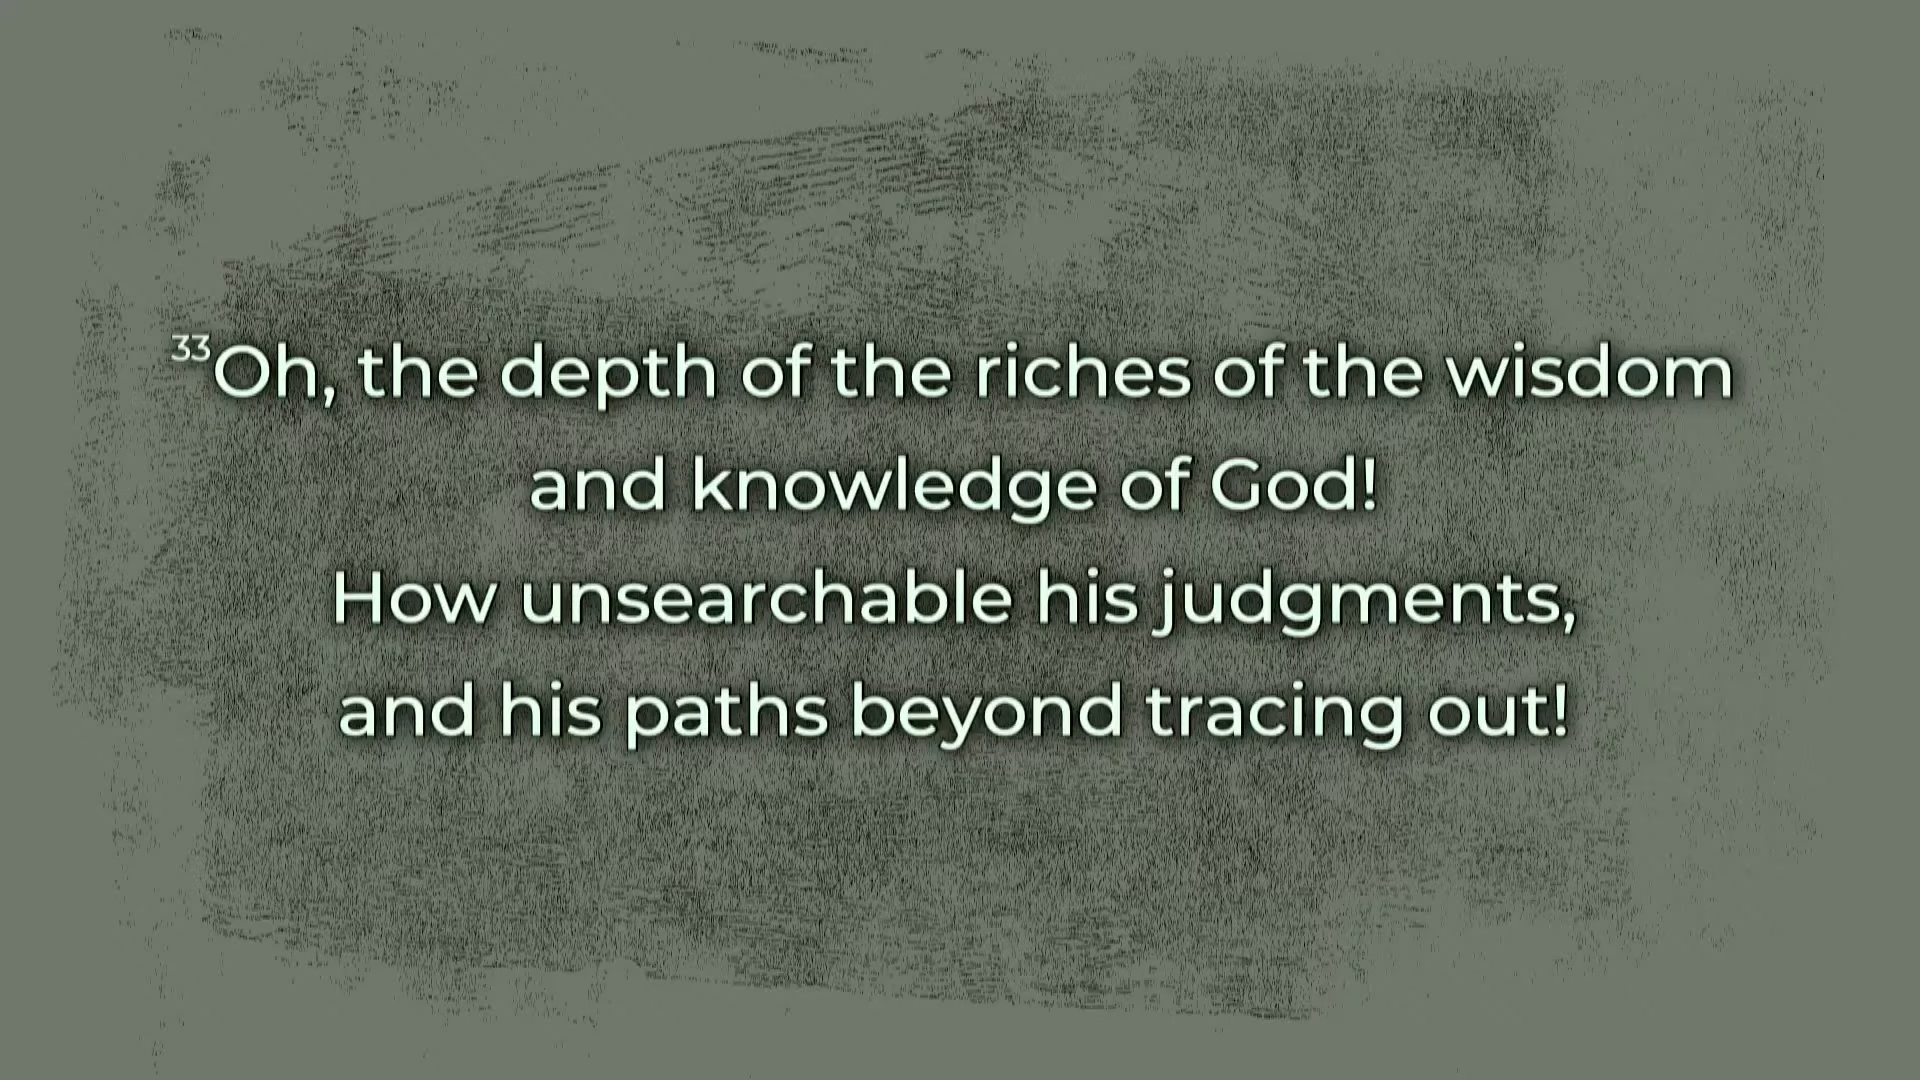 33Oh, the depth of the riches of the wisdom
and knowledge of God!
How unsearchable his judgments,
and his paths beyond tracing out!